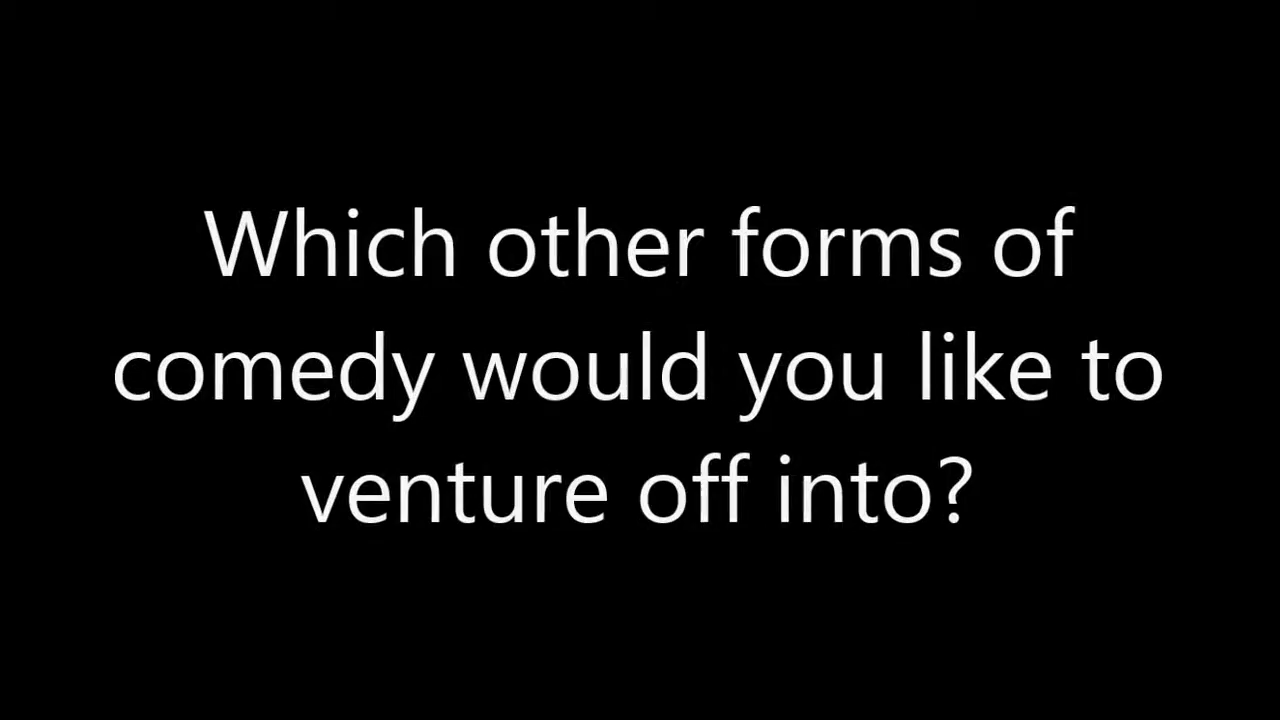 Which other forms of
comedy would you like to
venture off into?